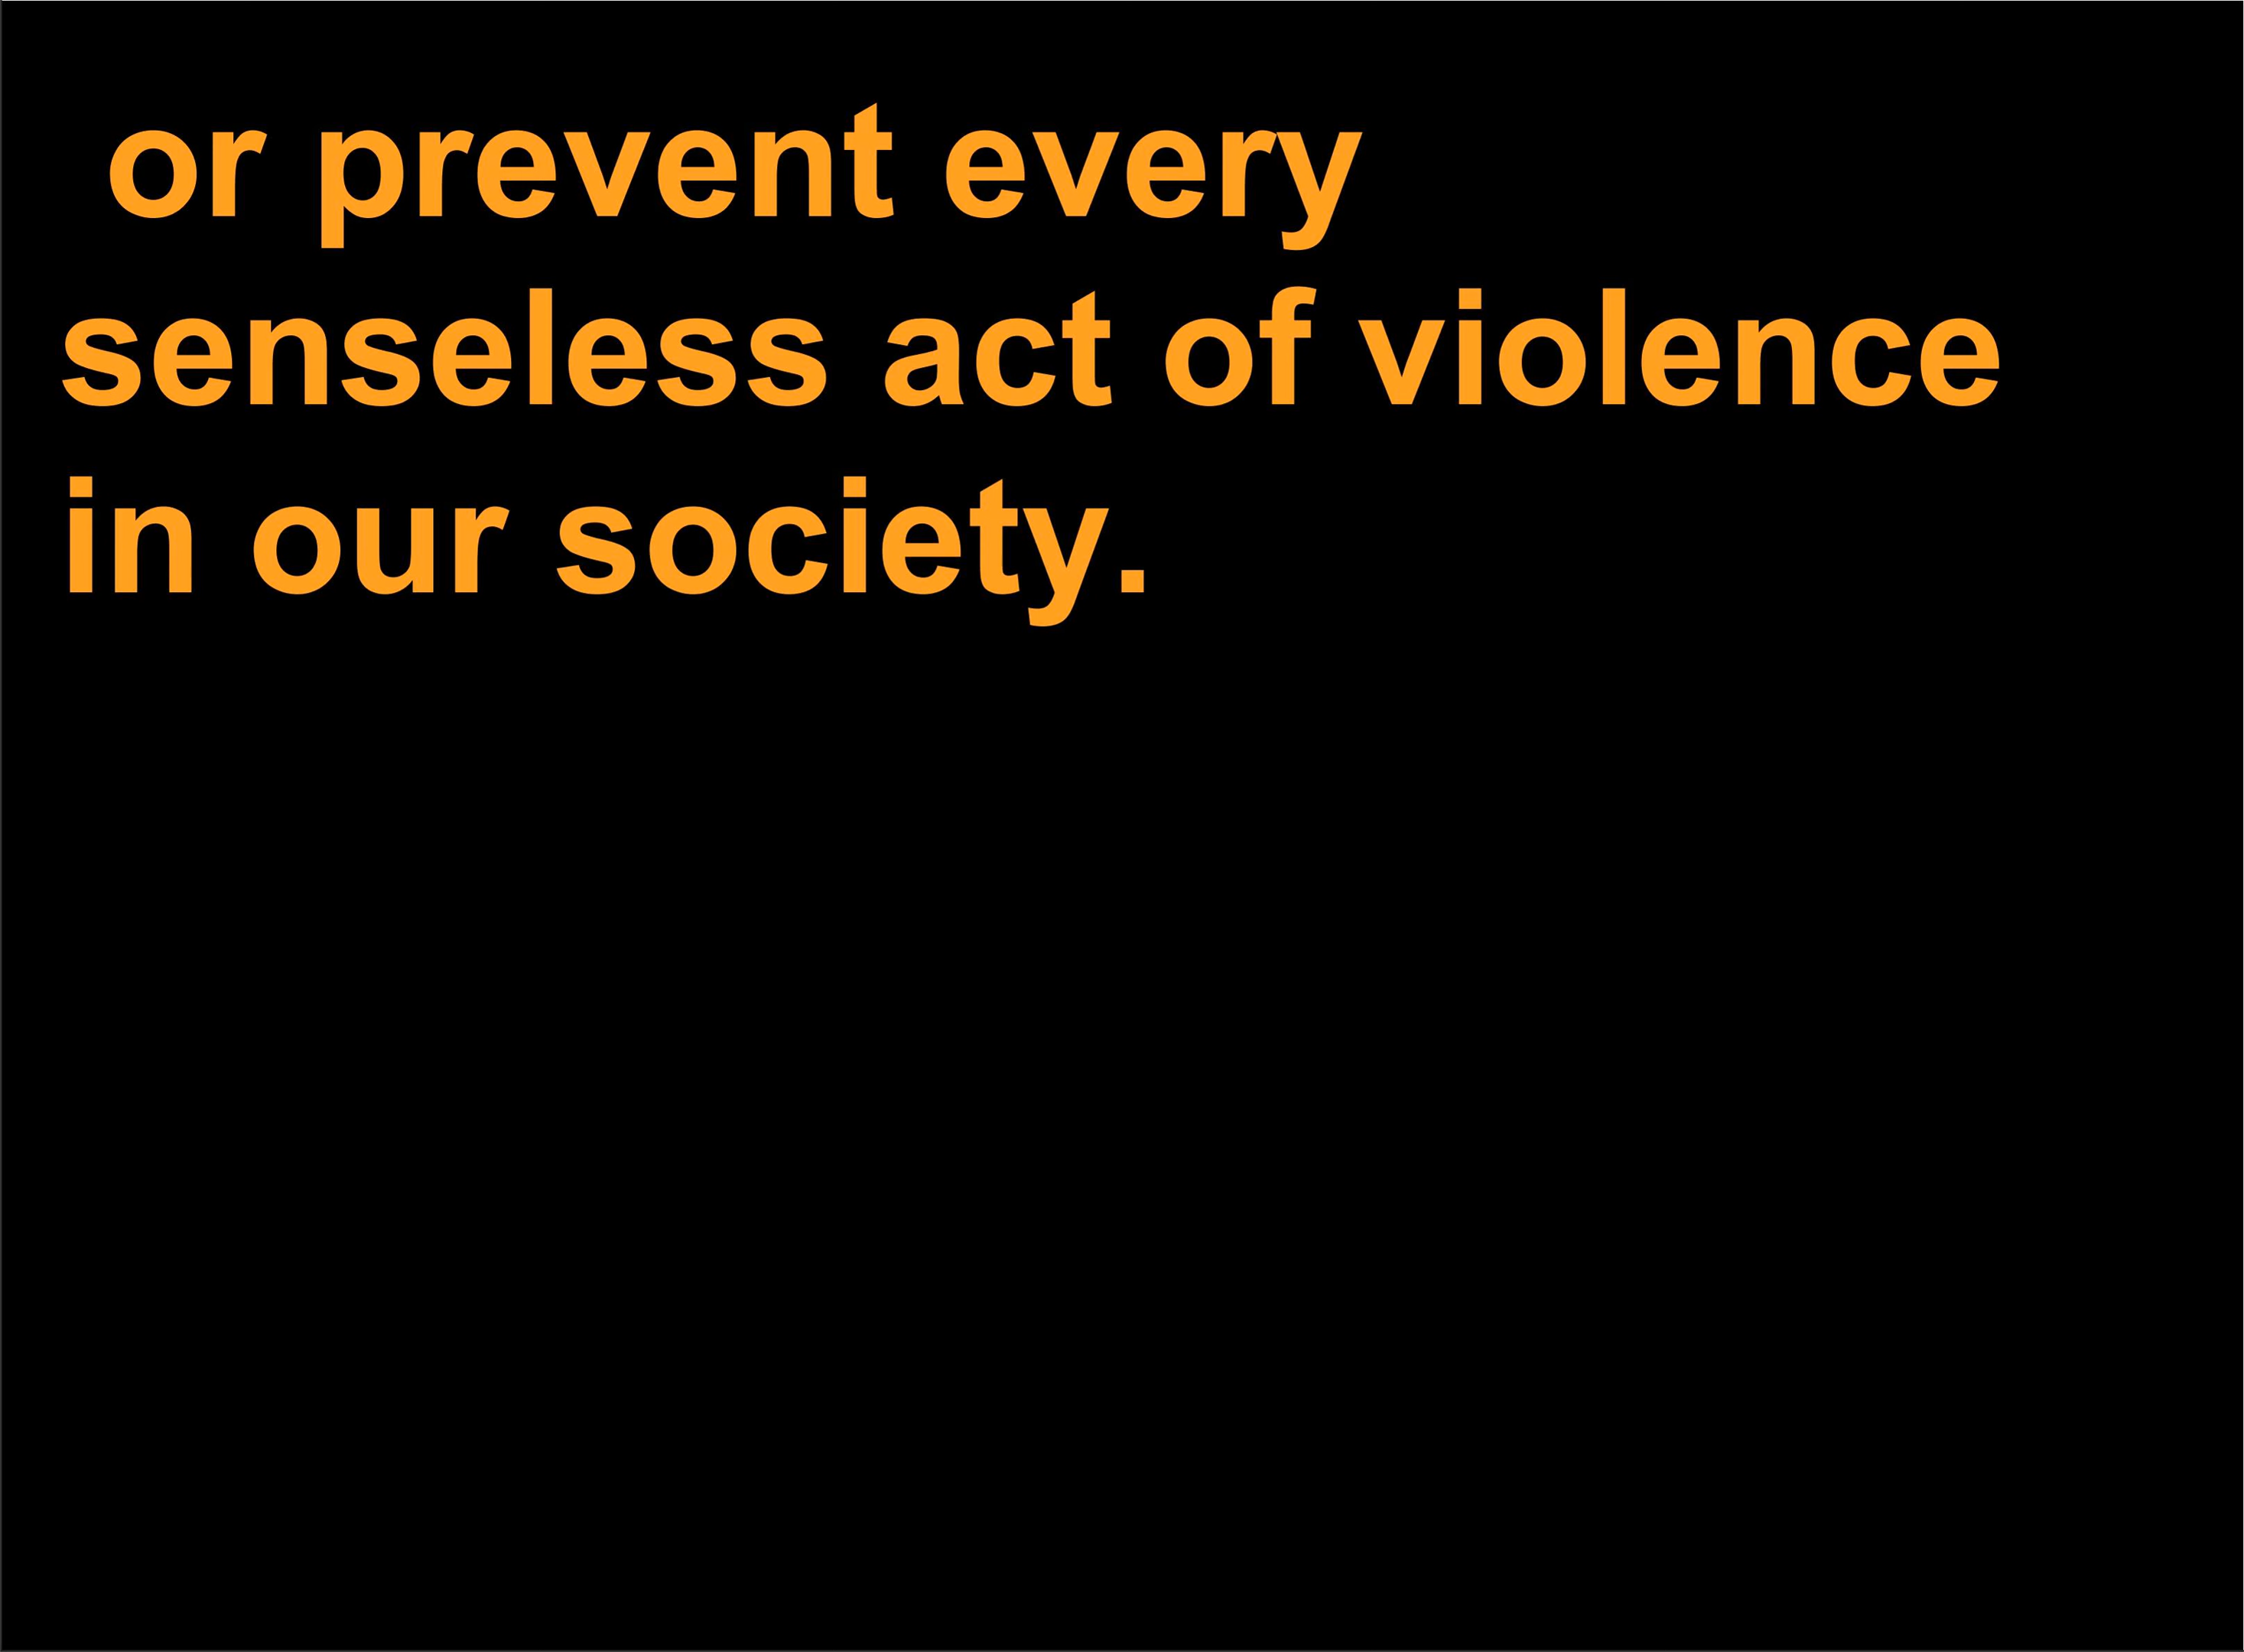 or prevent every
senseless act of violence
in our society.